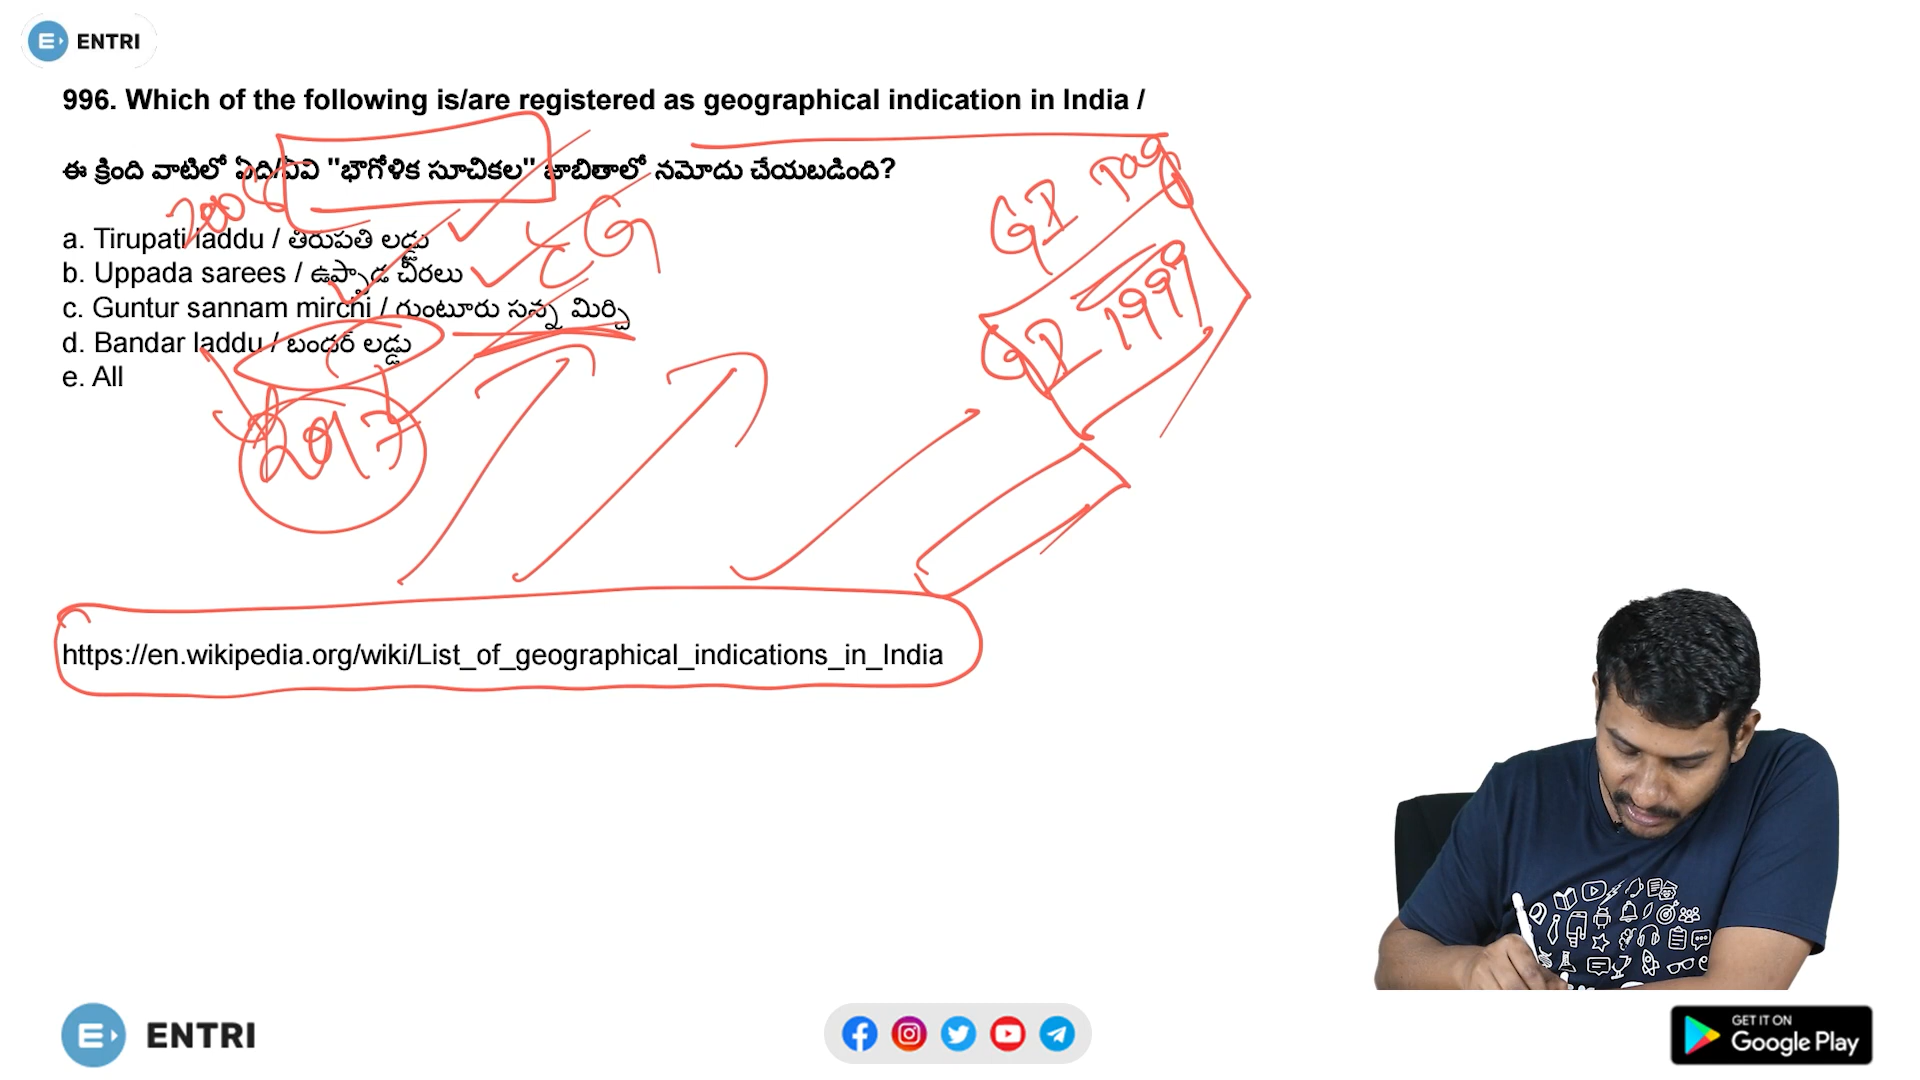 ENTRI
996. Which of the following is/are registered as geographical indication in India /
ఈ క్రింది వాటిలో ఏది/ఏవి "భౌగోళిక సూచికల" జాబితాలో నమోదు చేయబడింది?
GI Tag
a. Tirupati laddu / తిరుపతి లడ్డు
b. Uppada sarees / ఉప్పాడ చీరలు
c. Guntur sannam mirchi / గుంటూరు సన్న మిర్చి
GI 1999
d. Bandar laddu / బందర్ లడ్డు
e. All
2017
https://en.wikipedia.org/wiki/List_of_geographical_indications_in_India
ENTRI
GET IT ON
Google Play